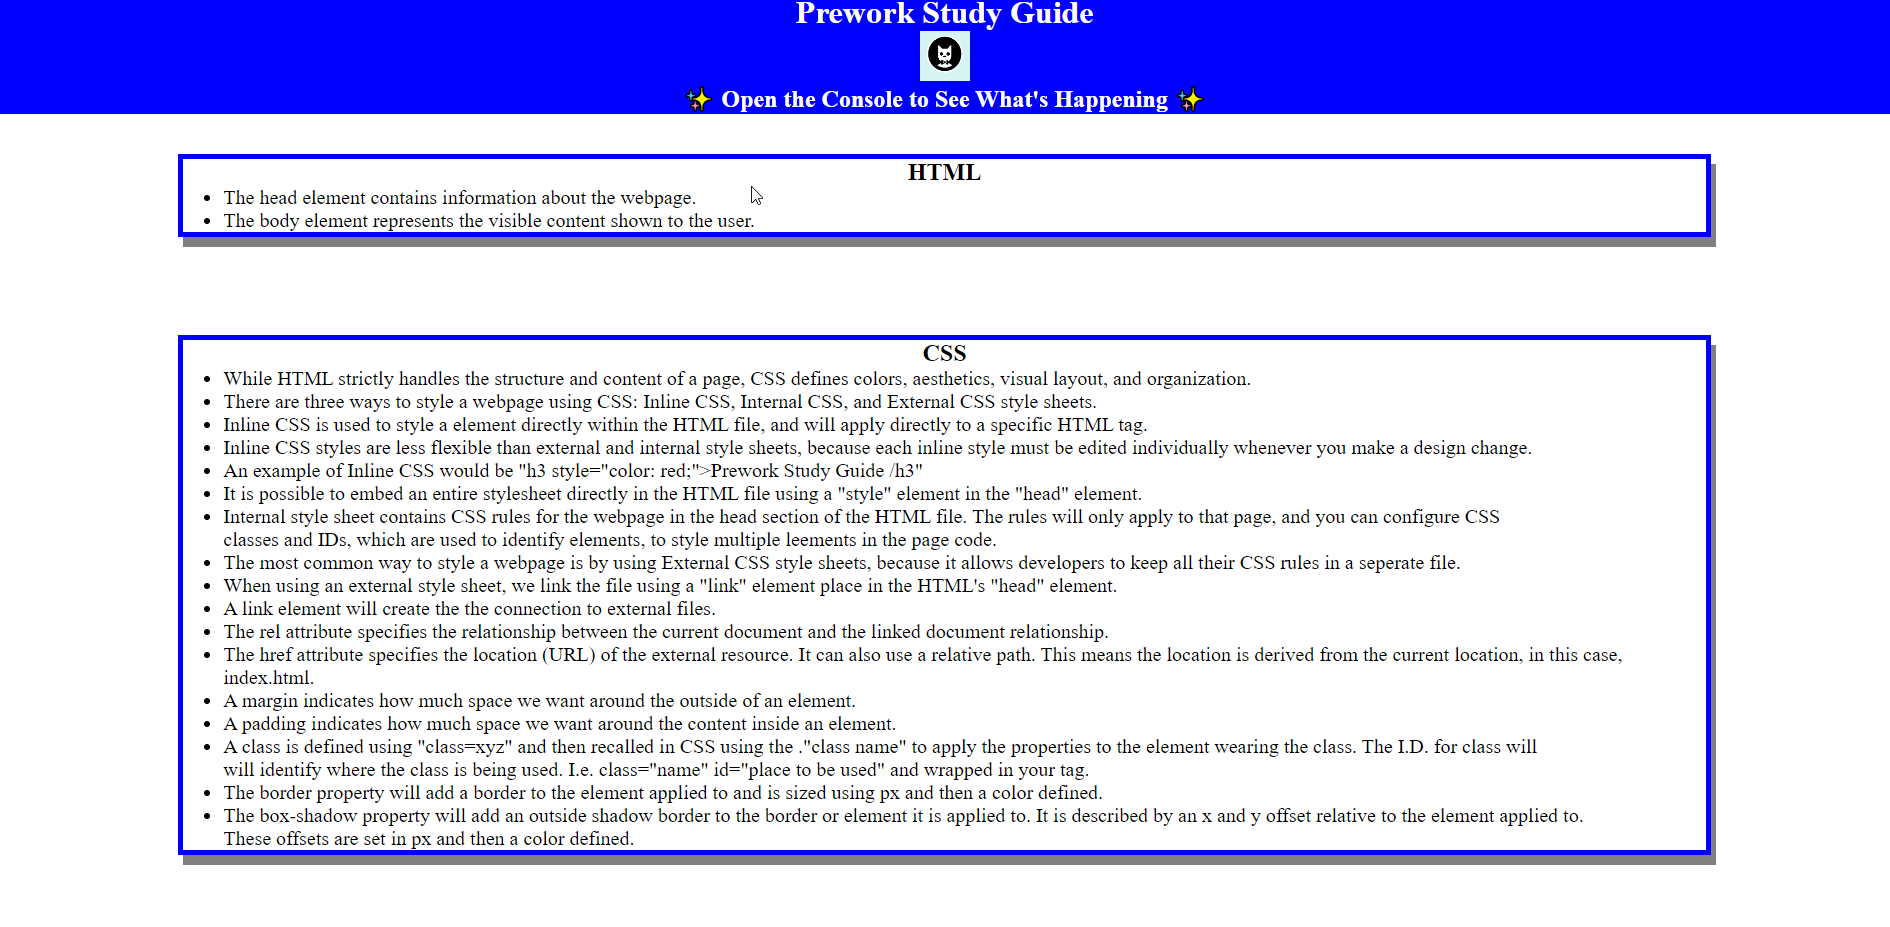 Prework Study Guide
✨ Open the Console to See What's Happening ✨
HTML
• The head element contains information about the webpage.
• The body element represents the visible content shown to the user.
CSS
• While HTML strictly handles the structure and content of a page, CSS defines colors, aesthetics, visual layout, and organization.
• There are three ways to style a webpage using CSS: Inline CSS, Internal CSS, and External CSS style sheets.
• Inline CSS is used to style a element directly within the HTML file, and will apply directly to a specific HTML tag.
• Inline CSS styles are less flexible than external and internal style sheets, because each inline style must be edited individually whenever you make a design change.
• An example of Inline CSS would be "h3 style="color: red;">Prework Study Guide /h3"
• It is possible to embed an entire stylesheet directly in the HTML file using a "style" element in the "head" element.
• Internal style sheet contains CSS rules for the webpage in the head section of the HTML file. The rules will only apply to that page, and you can configure CSS
classes and IDs, which are used to identify elements, to style multiple leements in the page code.
• The most common way to style a webpage is by using External CSS style sheets, because it allows developers to keep all their CSS rules in a seperate file.
• When using an external style sheet, we link the file using a "link" element place in the HTML's "head" element.
• A link element will create the the connection to external files.
• The rel attribute specifies the relationship between the current document and the linked document relationship.
• The href attribute specifies the location (URL) of the external resource. It can also use a relative path. This means the location is derived from the current location, in this case,
index.html.
• A margin indicates how much space we want around the outside of an element.
• A padding indicates how much space we want around the content inside an element.
• A class is defined using "class=xyz" and then recalled in CSS using the ."class name" to apply the properties to the element wearing the class. The I.D. for class will
will identify where the class is being used. I.e. class="name" id="place to be used" and wrapped in your tag.
• The border property will add a border to the element applied to and is sized using px and then a color defined.
• The box-shadow property will add an outside shadow border to the border or element it is applied to. It is described by an x and y offset relative to the element applied to.
These offsets are set in px and then a color defined.